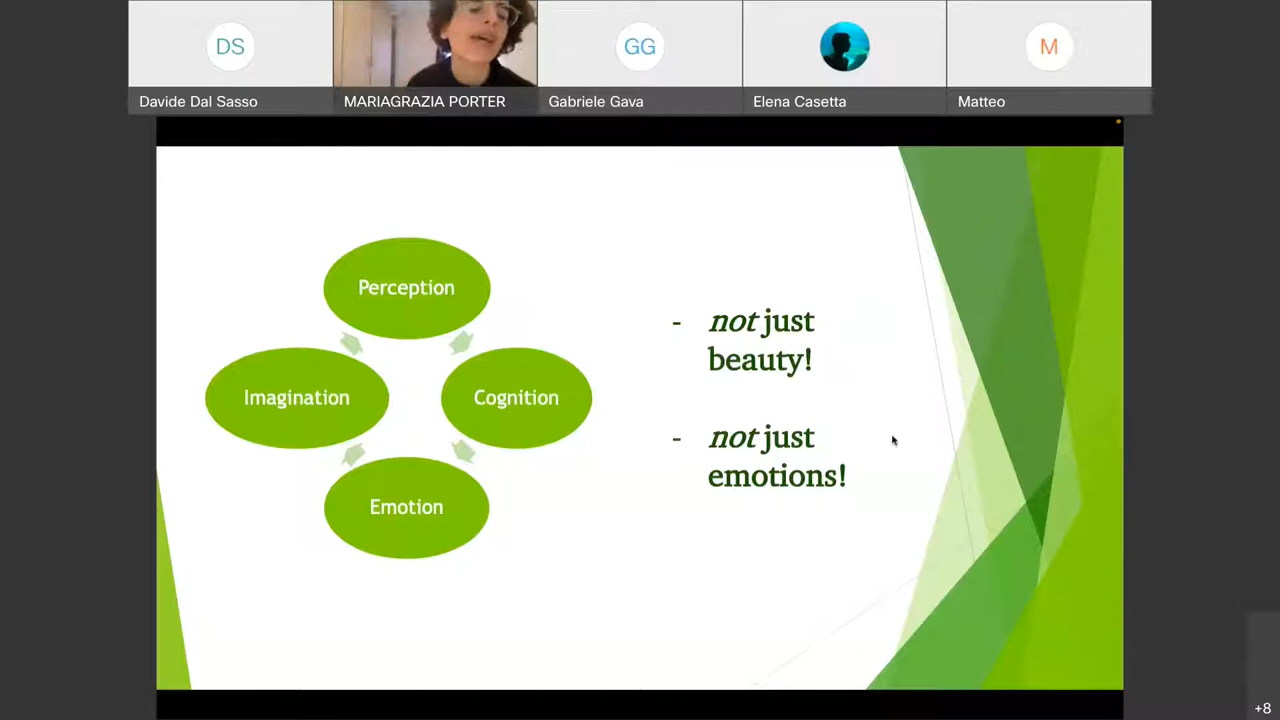 DS
GG
M
Davide Dal Sasso
MARIAGRAZIA PORTER
Gabriele Gava
Elena Casetta
Matteo
Perception
Imagination
Cognition
Emotion
- not just
beauty!
- not just
emotions!
+8